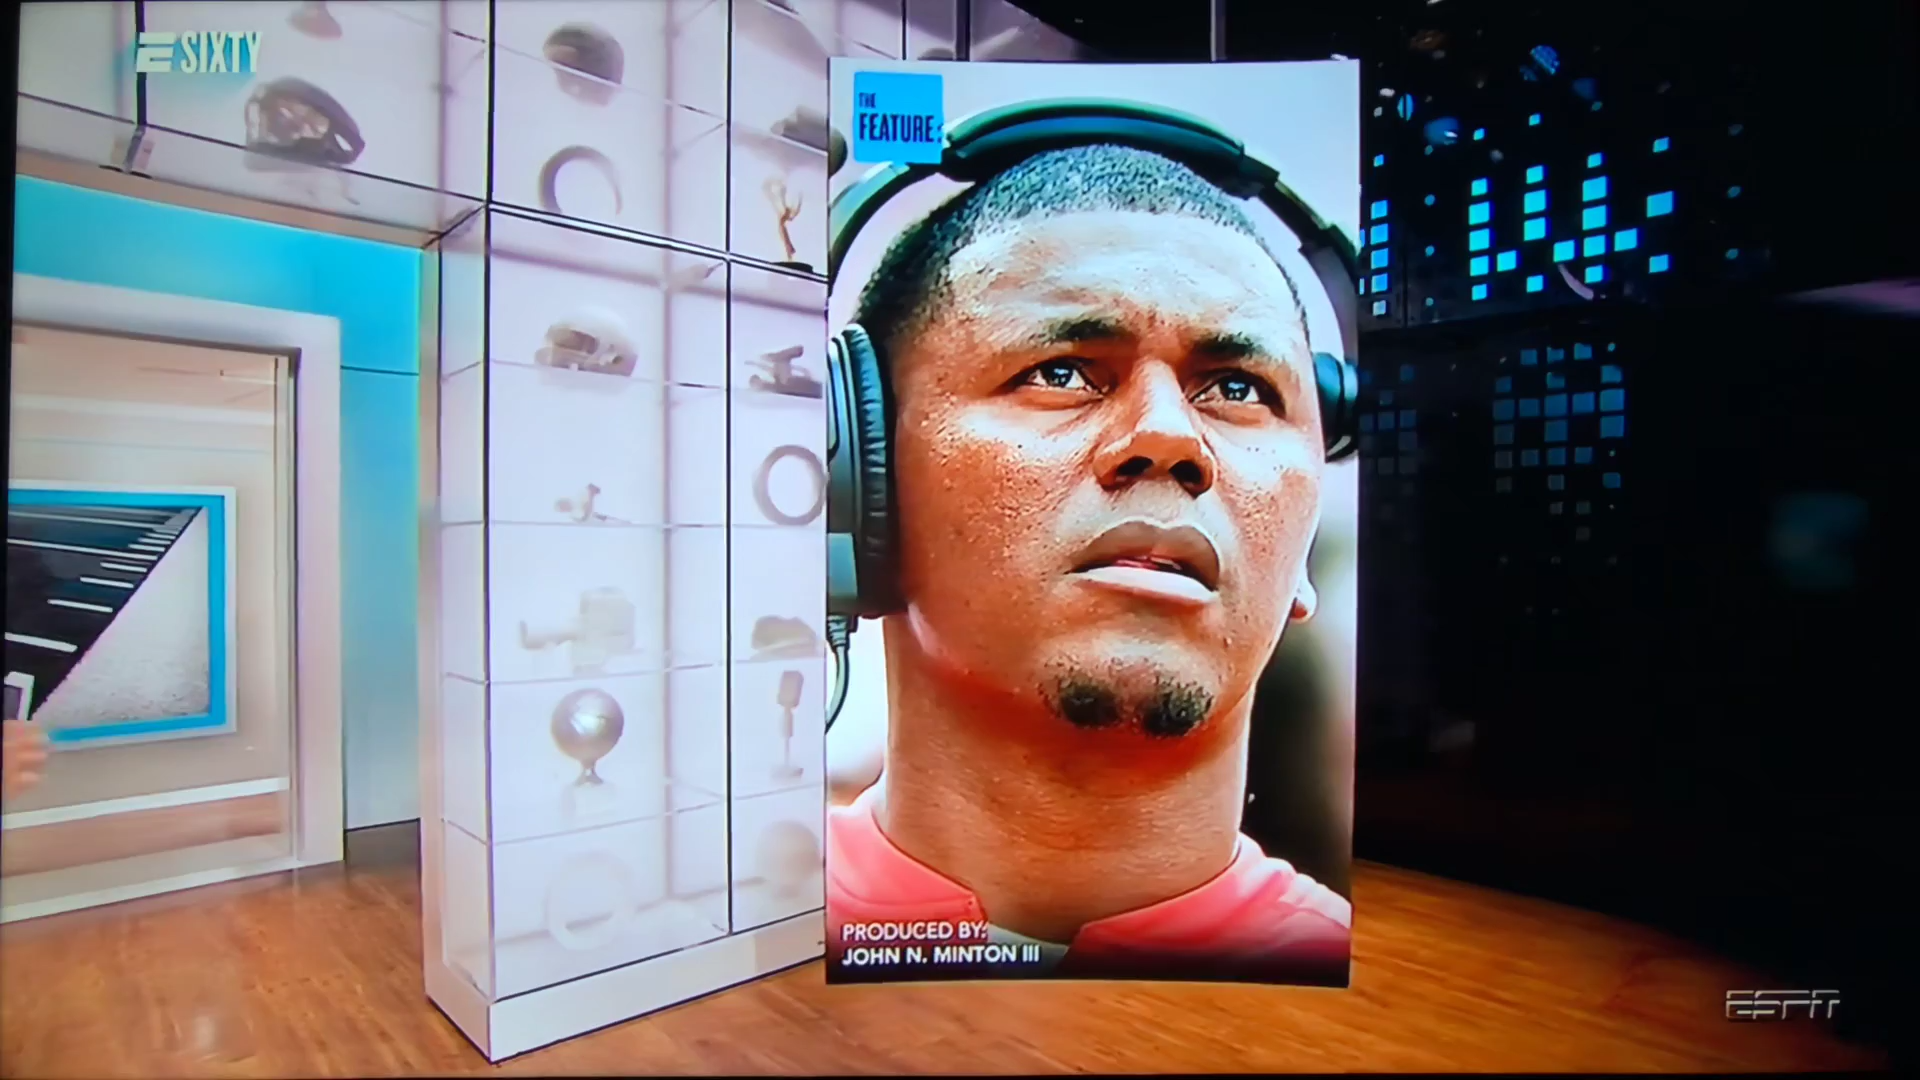 E SIXTY
THE
FEATURE:
PRODUCED BY:
JOHN N. MINTON III
ESPN